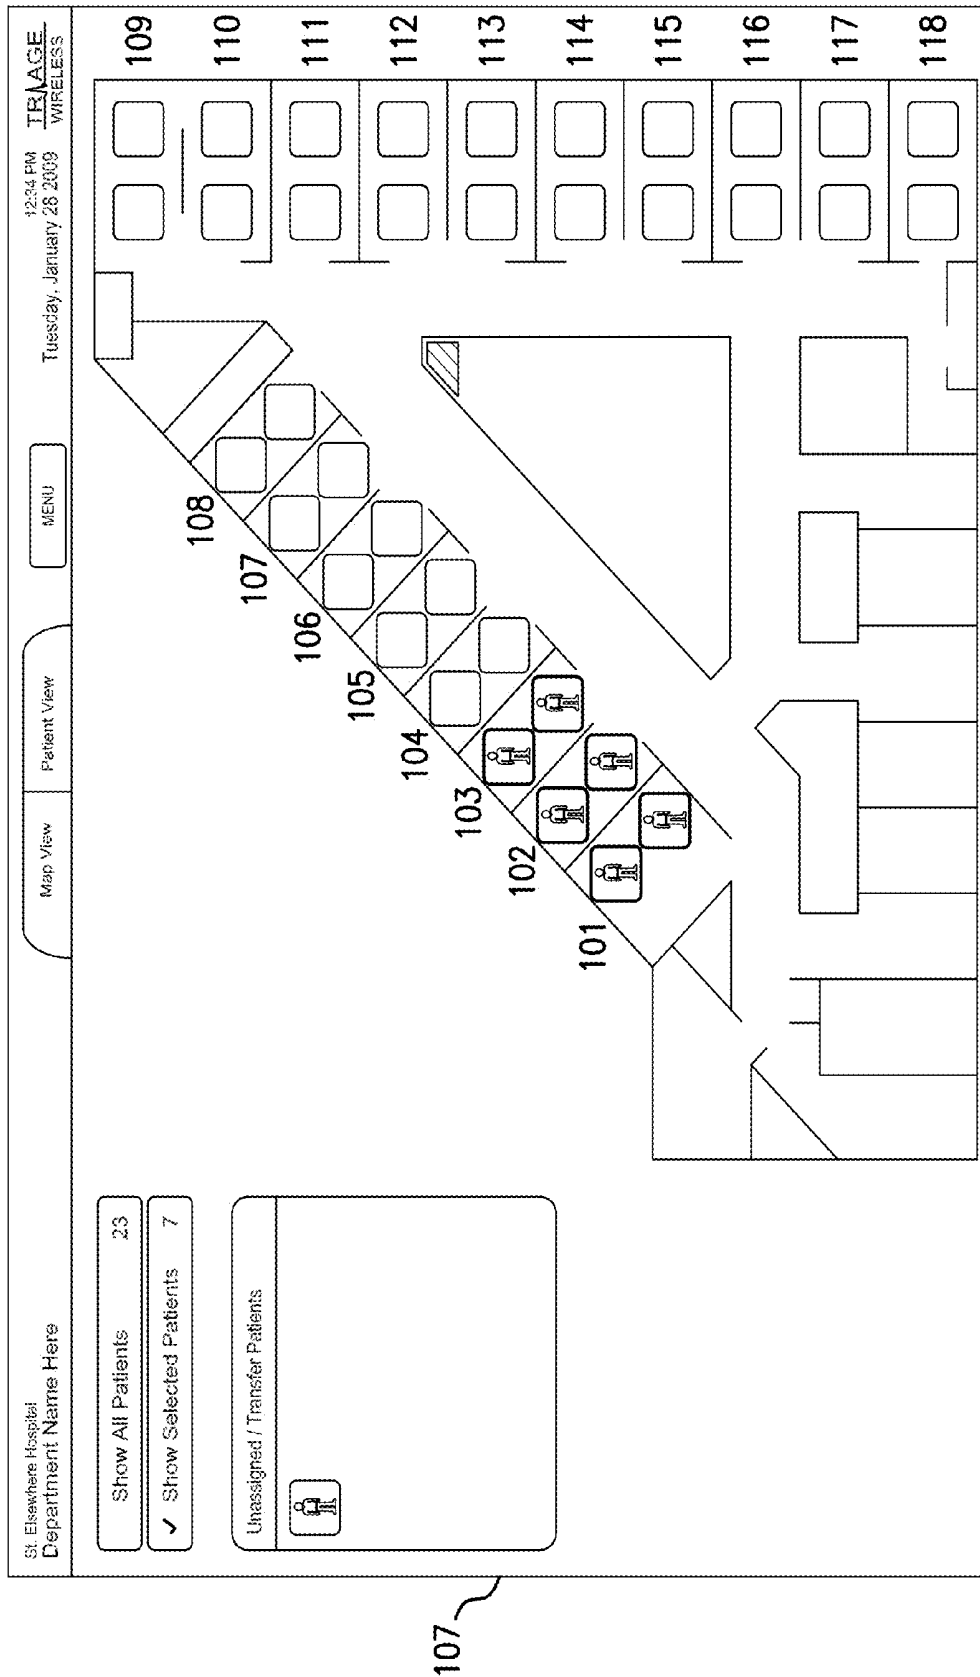 St. Elsewhere Hospital
Department Name Here
Map View
Patient View
MENU
12:34 PM
Tuesday, January 28 2009
TRIAGE
WIRELESS
Show All Patients 23
✓ Show Selected Patients 7
Unassigned / Transfer Patients
101
102
103
104
105
106
107
108
109
110
111
112
113
114
115
116
117
118
107